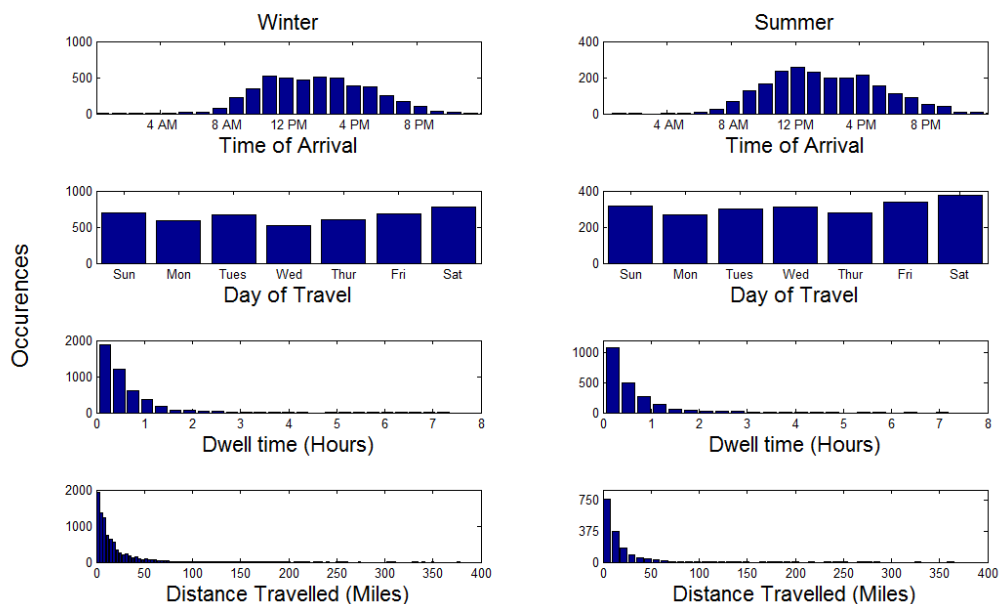 Winter
1000
500
0
4 AM 8 AM 12 PM 4 PM 8 PM
Time of Arrival
Summer
400
200
0
4 AM 8 AM 12 PM 4 PM 8 PM
Time of Arrival
Occurences
1000
500
0
Sun Mon Tues Wed Thur Fri Sat
Day of Travel
400
200
0
Sun Mon Tues Wed Thur Fri Sat
Day of Travel
2000
1000
0
0 1 2 3 4 5 6 7 8
Dwell time (Hours)
1000
500
0
0 1 2 3 4 5 6 7 8
Dwell time (Hours)
2000
1000
0
0 50 100 150 200 250 300 350 400
Distance Travelled (Miles)
750
375
0
0 50 100 150 200 250 300 350 400
Distance Travelled (Miles)